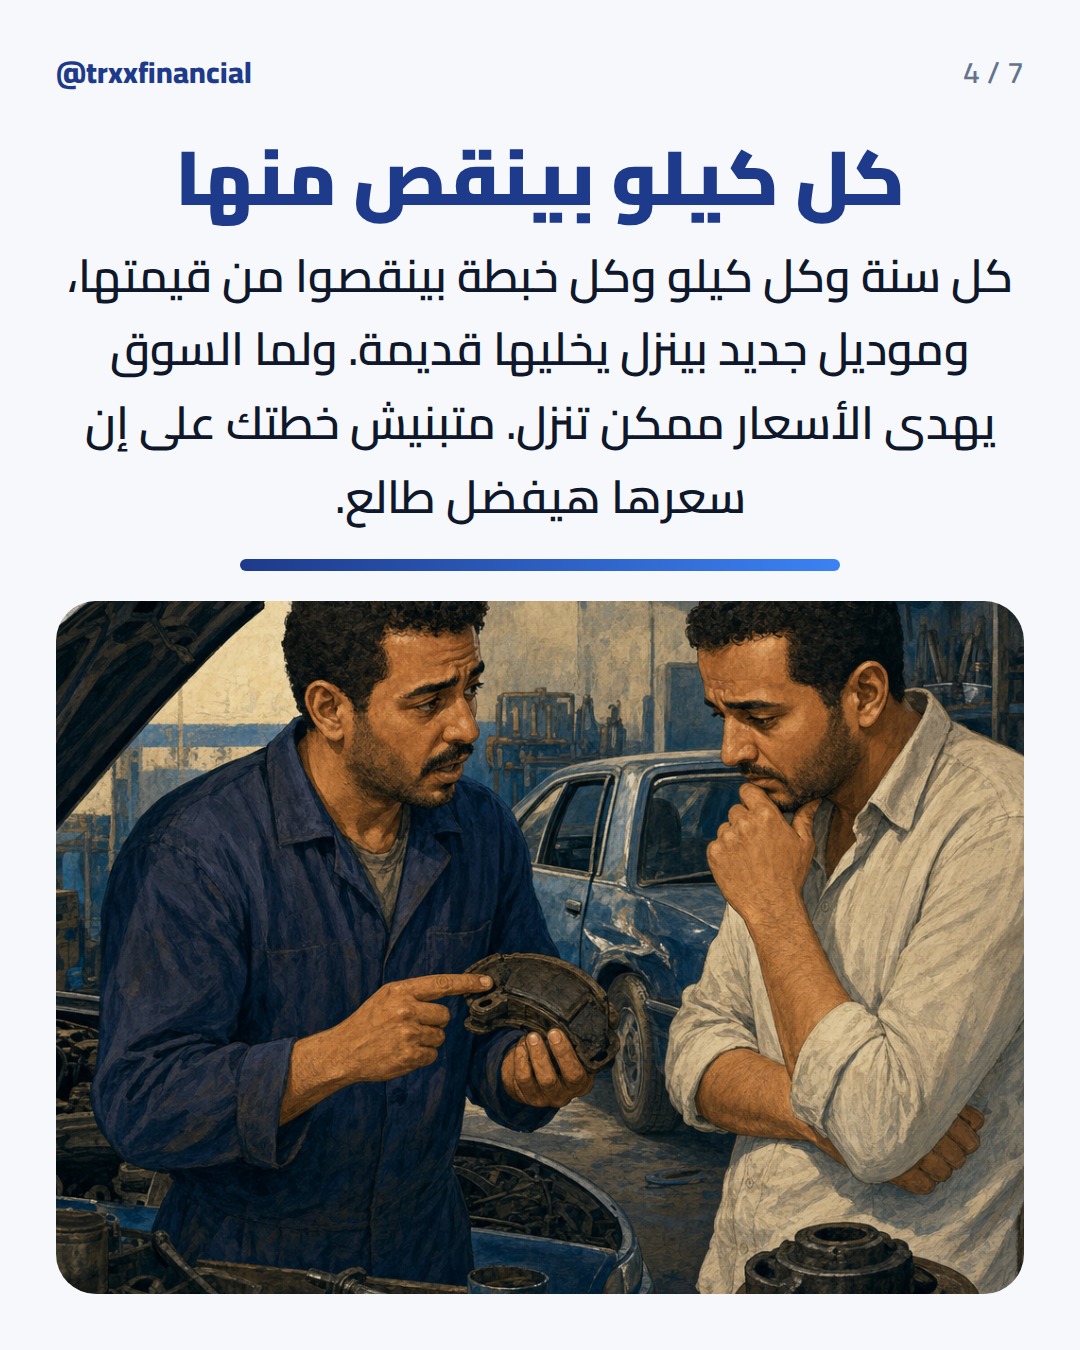 @trxxfinancial
4 / 7
كل كيلو بينقص منها
كل سنة وكل كيلو وكل خبطة بينقصوا من قيمتها،
وموديل جديد بينزل يخليها قديمة. ولما السوق
يهدى الأسعار ممكن تنزل. متبنيش خطتك على إن
سعرها هيفضل طالع.